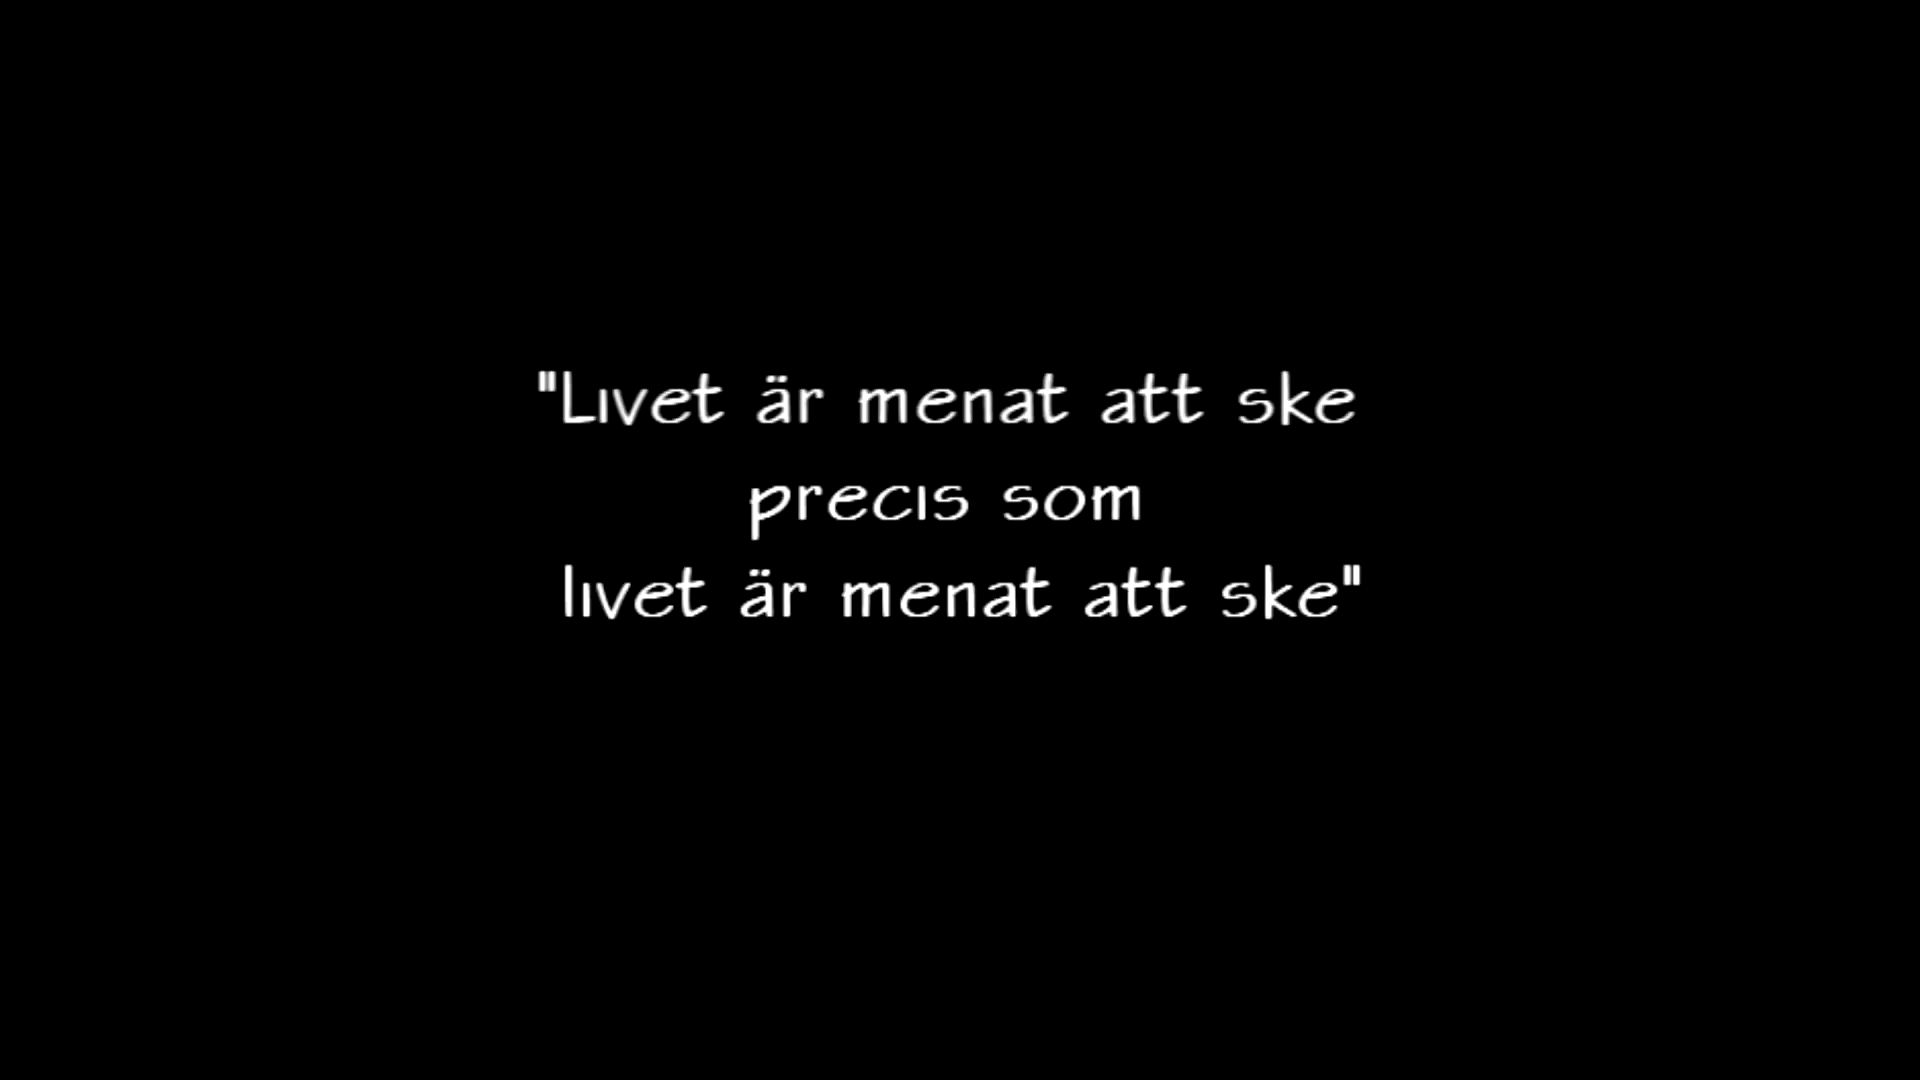 "Livet är menat att ske
precis som
livet är menat att ske"